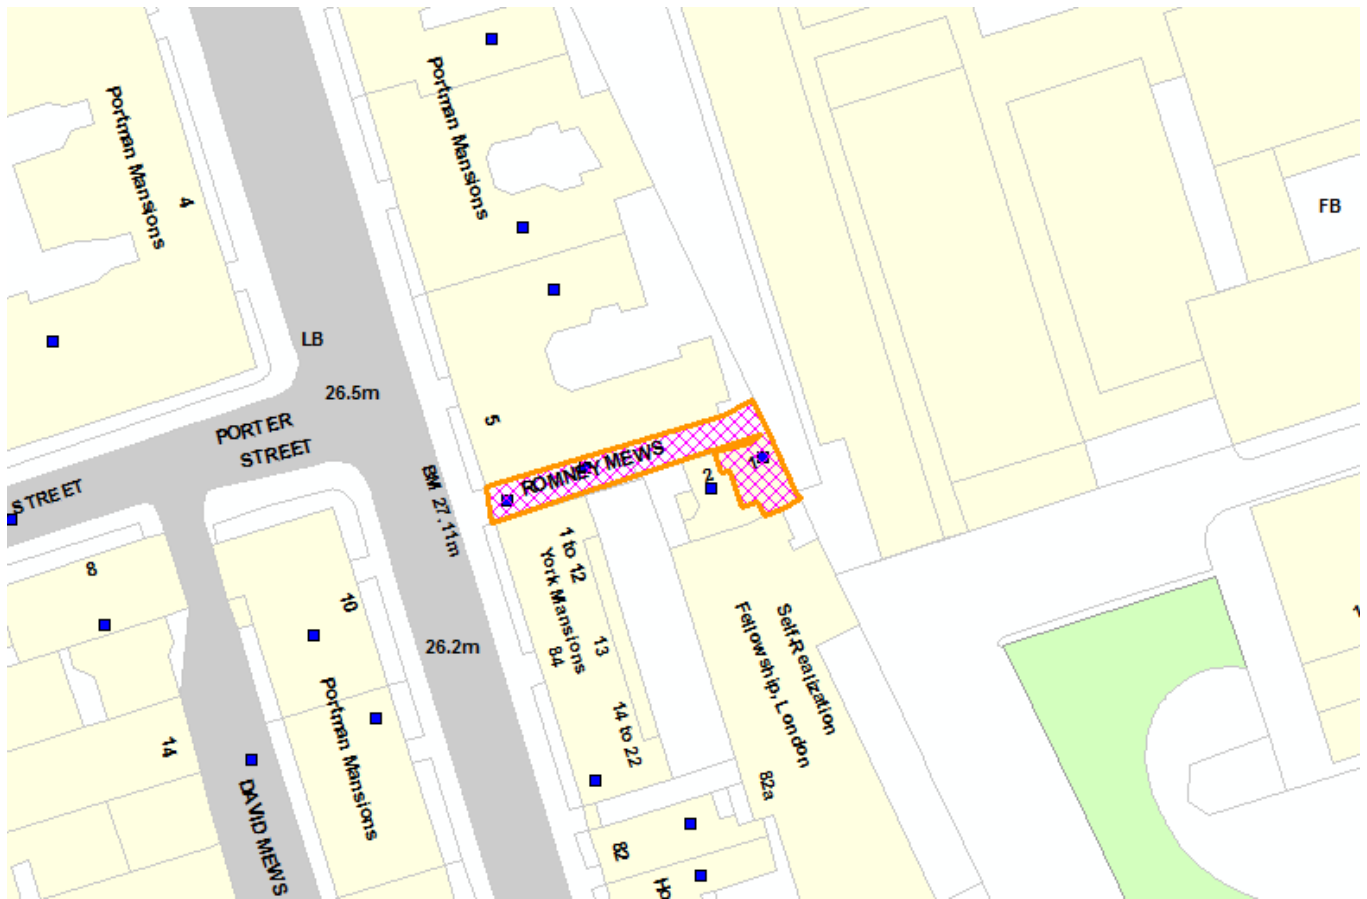 Portman Mansions
4
Portman Mansions
FB
LB
26.5m
PORTER
STREET
STREET
5
BM 27.11m
ROMNEY MEWS
2
1
8
10
1 to 12
York Mansions
84
13
14 to 22
26.2m
Self-Realization
Fellowship, London
82a
Portman Mansions
14
DAVID MEWS
82
Ho